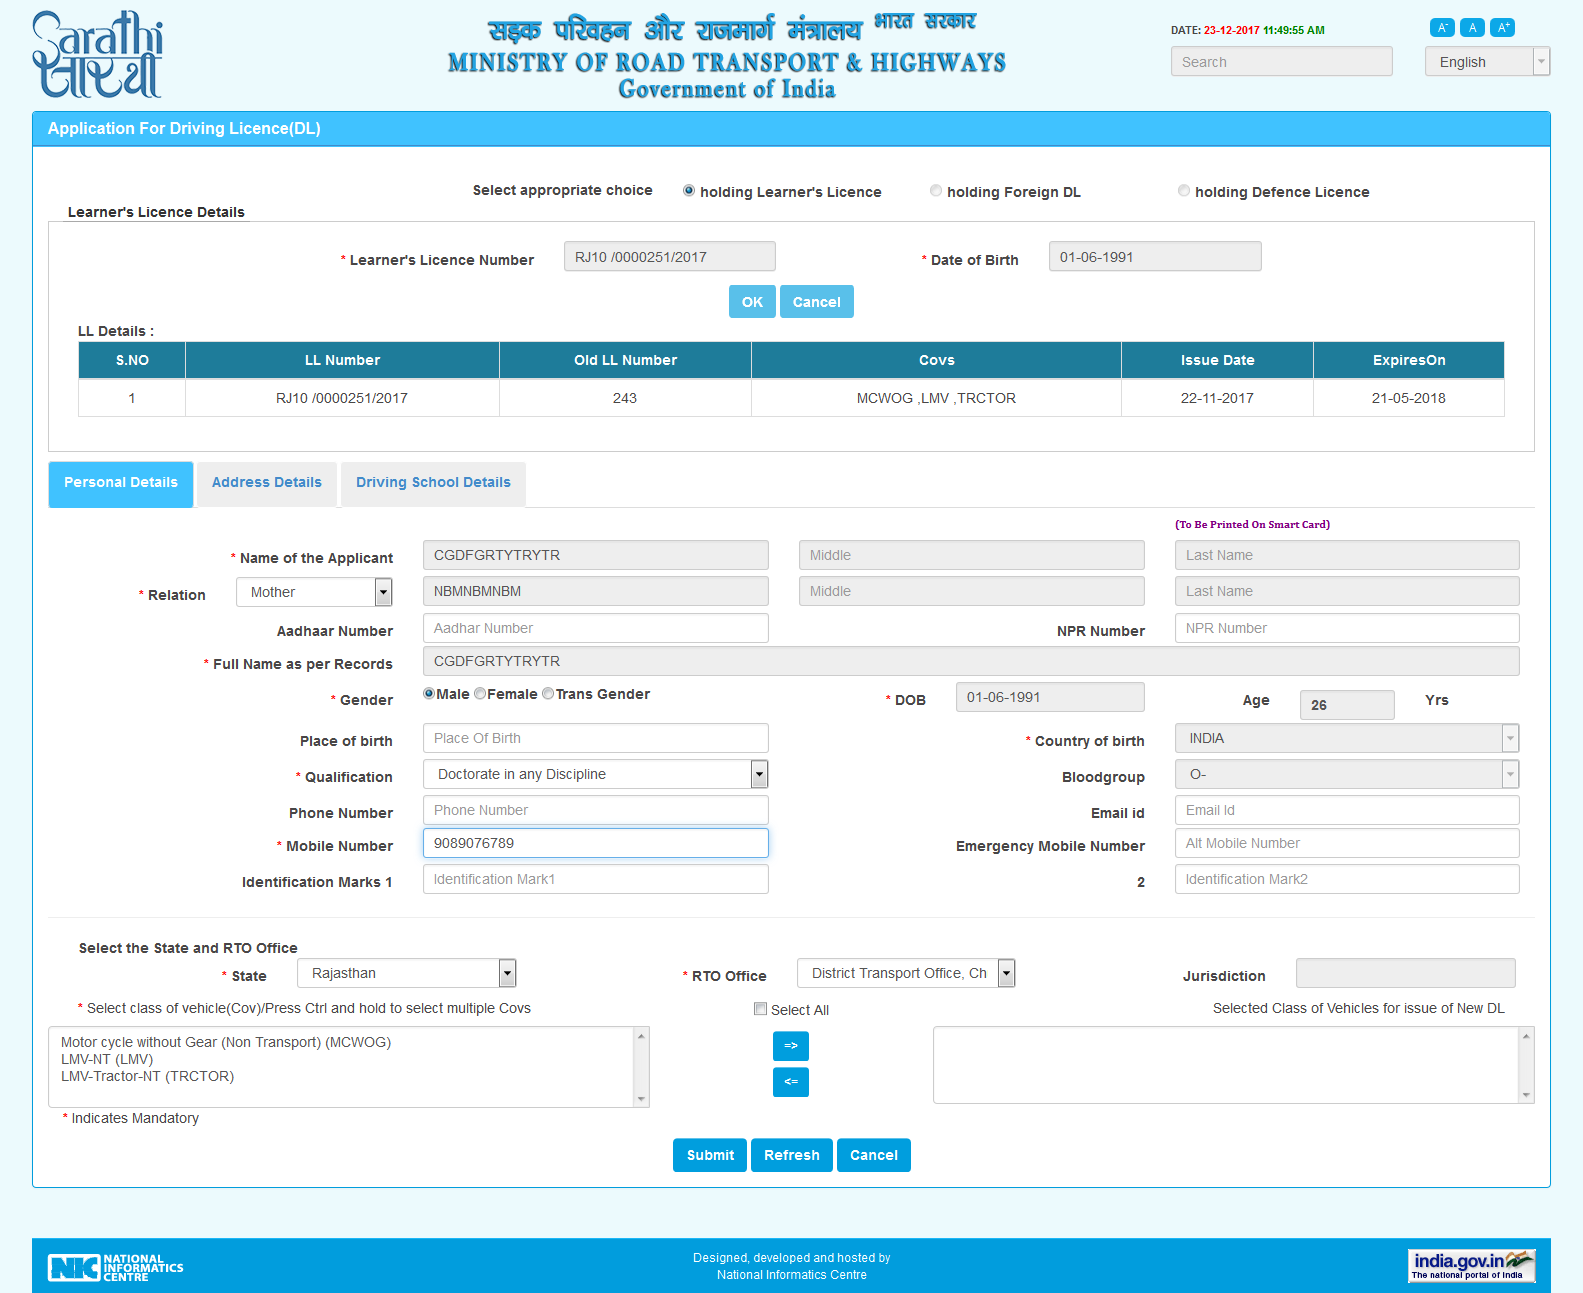 Sarathi
सारथी
सड़क परिवहन और राजमार्ग मंत्रालय भारत सरकार
MINISTRY OF ROAD TRANSPORT & HIGHWAYS
Government of India
DATE: 23-12-2017 11:49:55 AM
A- A A+
Search English
Application For Driving Licence(DL)
Select appropriate choice holding Learner's Licence holding Foreign DL holding Defence Licence
Learner's Licence Details
* Learner's Licence Number RJ10 /0000251/2017 * Date of Birth 01-06-1991
OK Cancel
LL Details :
S.NO LL Number Old LL Number Covs Issue Date ExpiresOn
1 RJ10 /0000251/2017 243 MCWOG ,LMV ,TRCTOR 22-11-2017 21-05-2018
Personal Details Address Details Driving School Details
(To Be Printed On Smart Card)
* Name of the Applicant CGDFGRTYTRYTR Middle Last Name
* Relation Mother NBMNBMNBM Middle Last Name
Aadhaar Number Aadhar Number NPR Number NPR Number
* Full Name as per Records CGDFGRTYTRYTR
* Gender Male Female Trans Gender * DOB 01-06-1991 Age 26 Yrs
Place of birth Place Of Birth * Country of birth INDIA
* Qualification Doctorate in any Discipline Bloodgroup O-
Phone Number Phone Number Email id Email Id
* Mobile Number 9089076789 Emergency Mobile Number Alt Mobile Number
Identification Marks 1 Identification Mark1 2 Identification Mark2
Select the State and RTO Office
* State Rajasthan * RTO Office District Transport Office, Ch Jurisdiction
* Select class of vehicle(Cov)/Press Ctrl and hold to select multiple Covs Select All Selected Class of Vehicles for issue of New DL
Motor cycle without Gear (Non Transport) (MCWOG)
LMV-NT (LMV)
LMV-Tractor-NT (TRCTOR)
=>
<=
* Indicates Mandatory
Submit Refresh Cancel
NIC NATIONAL INFORMATICS CENTRE
Designed, developed and hosted by
National Informatics Centre
india.gov.in
The national portal of India